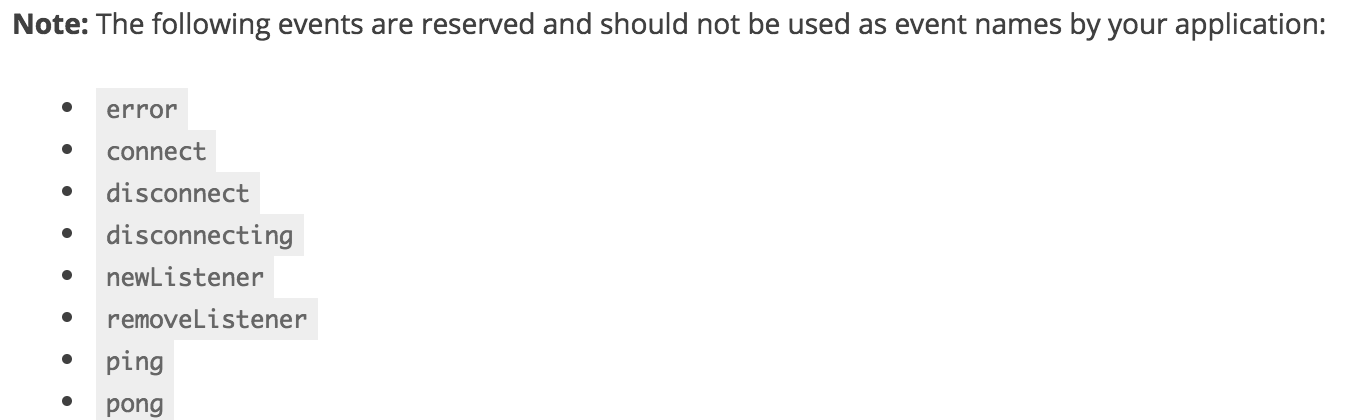 Note: The following events are reserved and should not be used as event names by your application:
• error
• connect
• disconnect
• disconnecting
• newListener
• removeListener
• ping
• pong